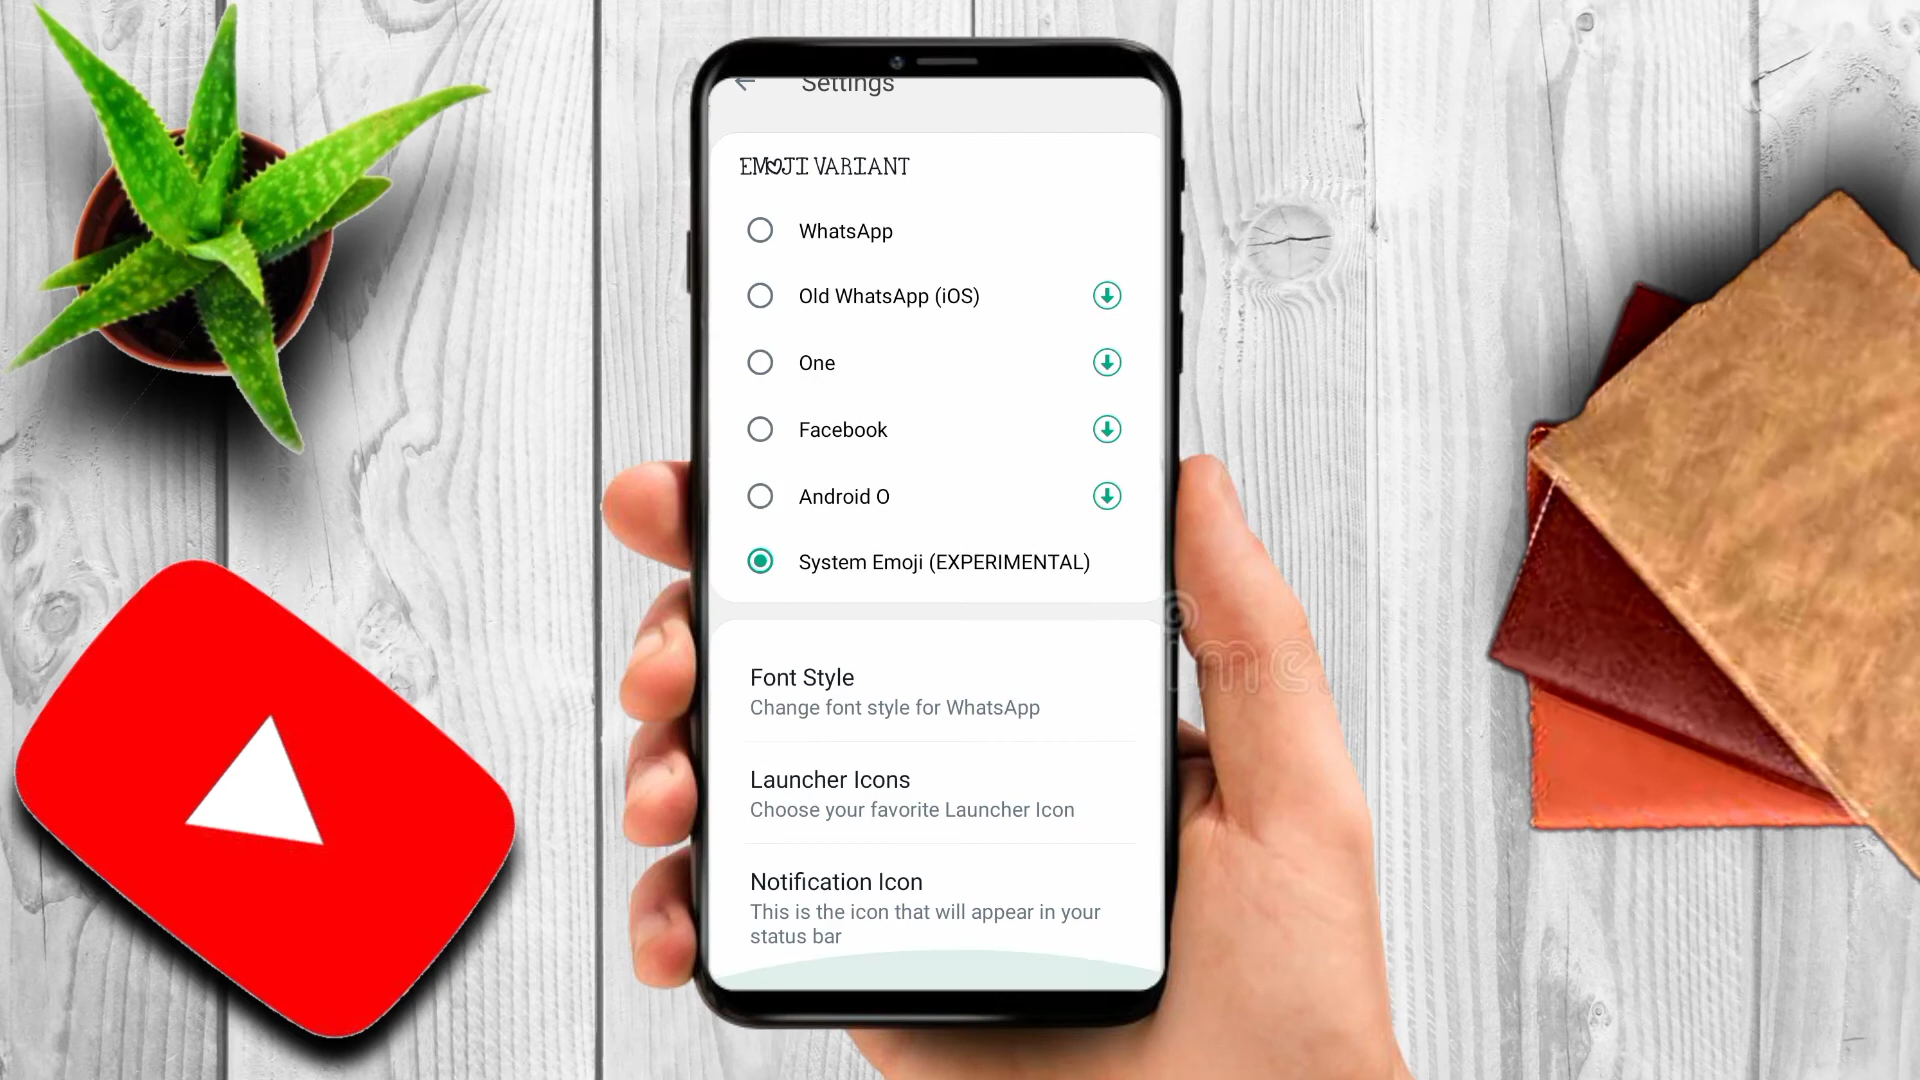 Settings
EMOJI VARIANT
WhatsApp
Old WhatsApp (iOS)
One
Facebook
Android O
System Emoji (EXPERIMENTAL)
Font Style
Change font style for WhatsApp
Launcher Icons
Choose your favorite Launcher Icon
Notification Icon
This is the icon that will appear in your
status bar